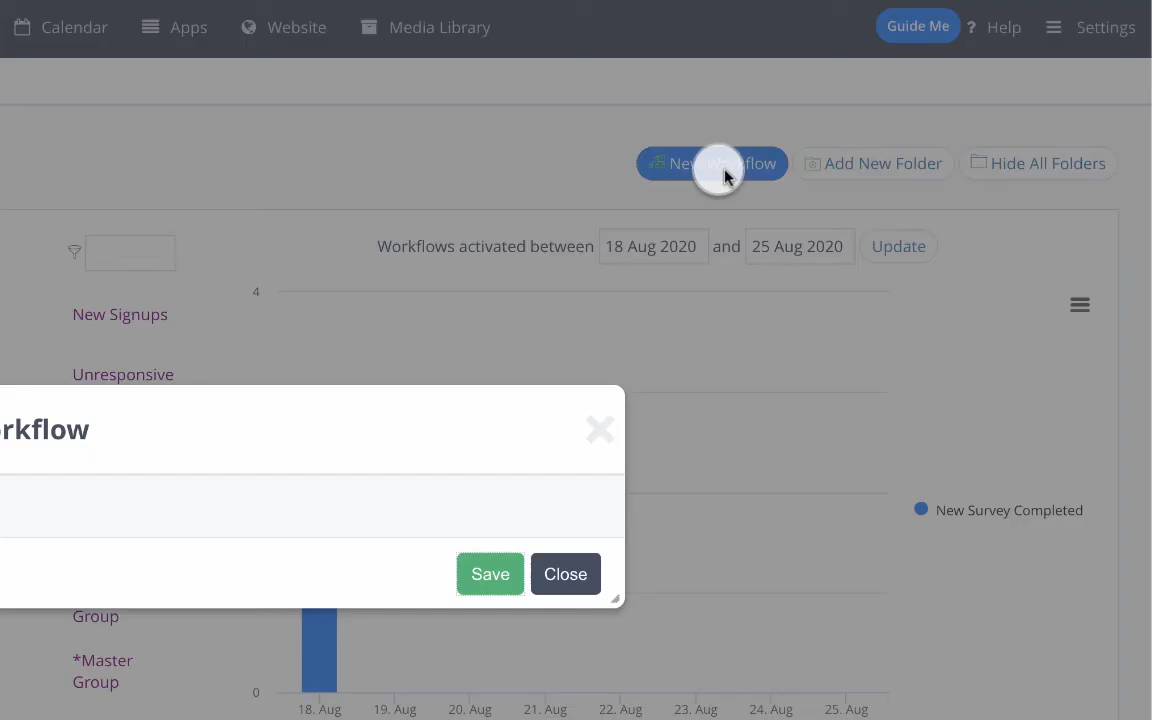 Calendar Apps Website Media Library Guide Me ? Help Settings
New Workflow Add New Folder Hide All Folders
Workflows activated between 18 Aug 2020 and 25 Aug 2020 Update
4
New Signups
Unresponsive
rkflow
New Survey Completed
Save Close
Group
*Master
Group
0
18. Aug 19. Aug 20. Aug 21. Aug 22. Aug 23. Aug 24. Aug 25. Aug